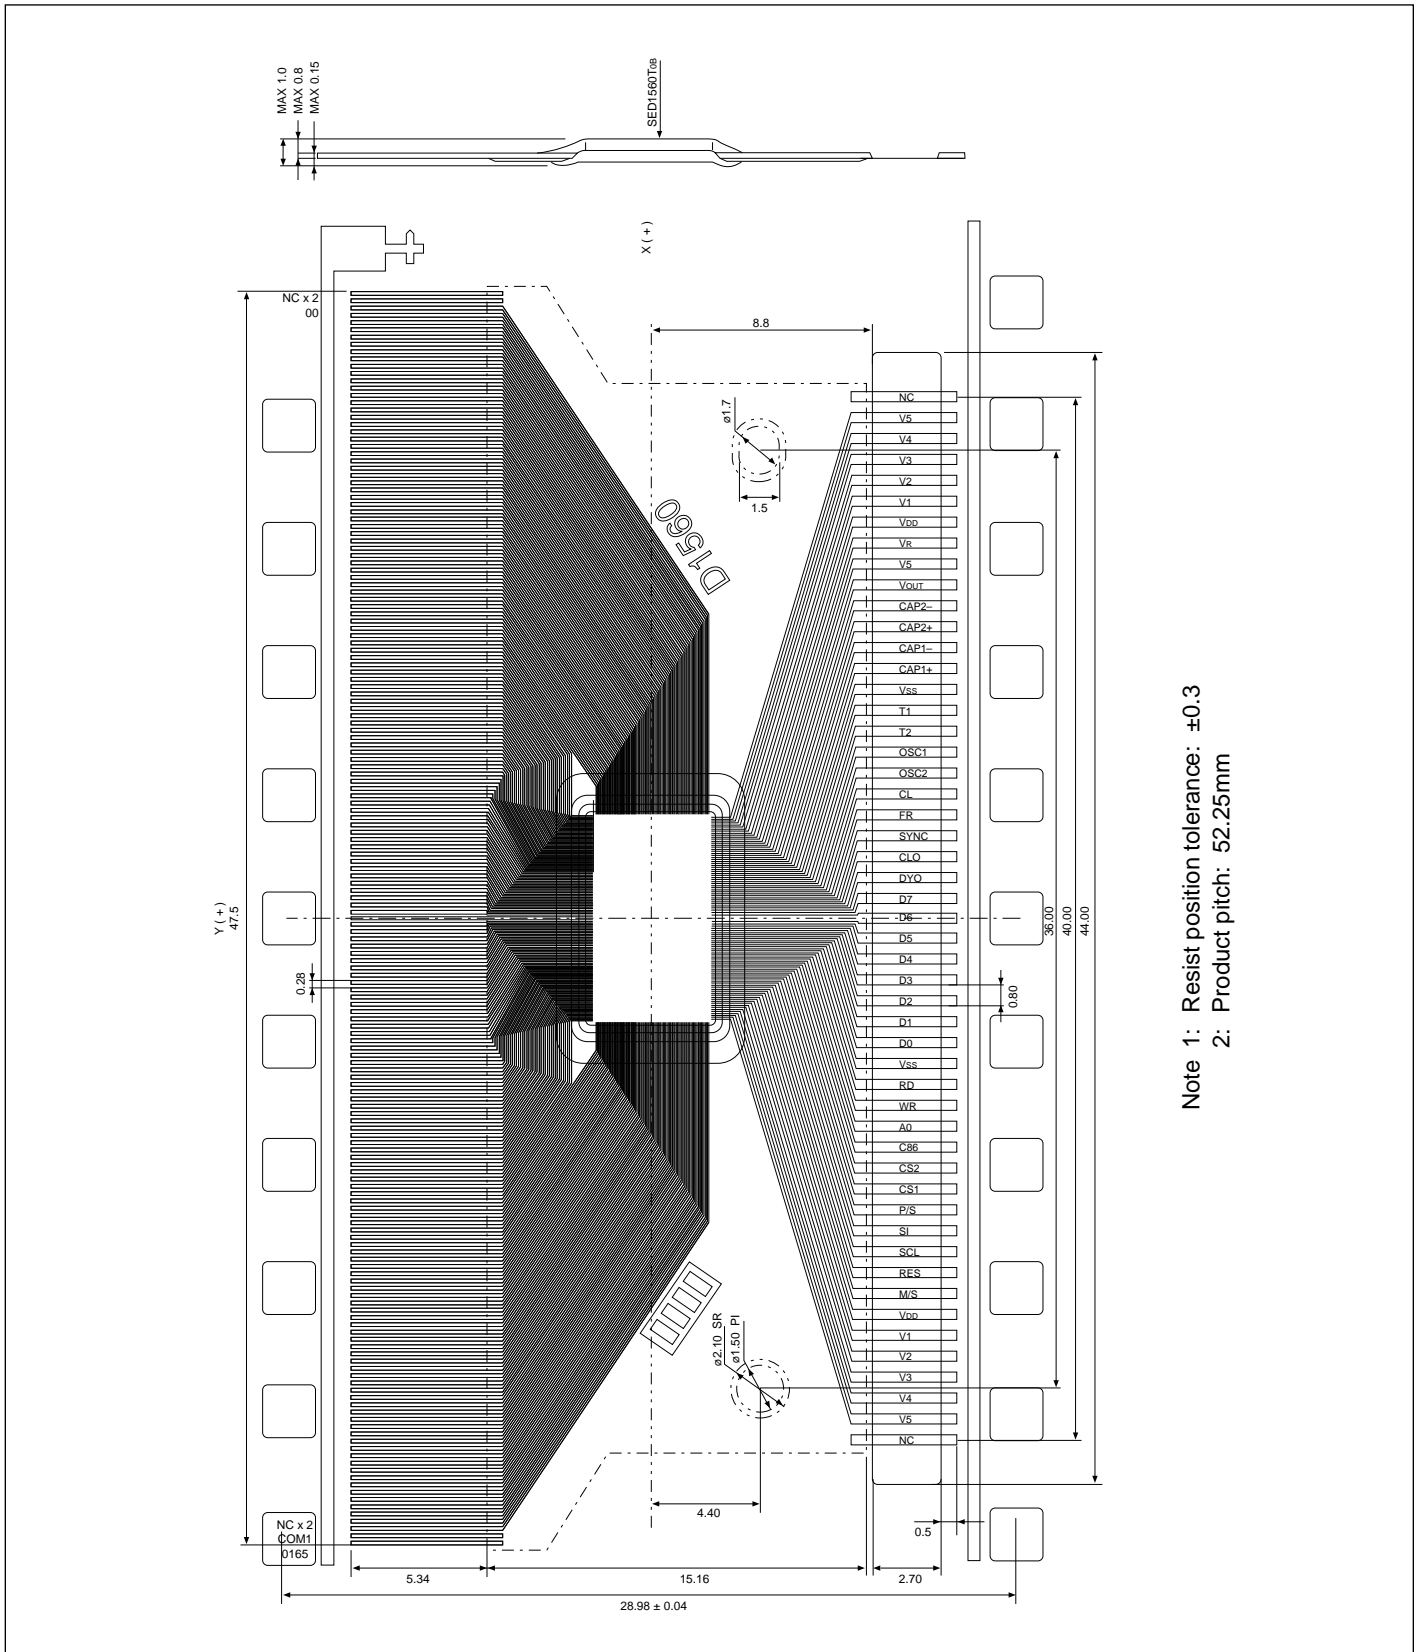 MAX 1.0
MAX 0.8
MAX 0.15
SED1560T0B
X ( + )
NC x 2
O0
8.8
ø1.7
1.5
D1560
Y ( + )
47.5
0.28
NC
V5
V4
V3
V2
V1
VDD
VR
V5
VOUT
CAP2–
CAP2+
CAP1–
CAP1+
VSS
T1
T2
OSC1
OSC2
CL
FR
SYNC
CLO
DYO
D7
D6
D5
D4
D3
D2
D1
D0
VSS
RD
WR
A0
C86
CS2
CS1
P/S
SI
SCL
RES
M/S
VDD
V1
V2
V3
V4
V5
NC
36.00
40.00
44.00
0.80
ø2.10 SR
ø1.50 PI
4.40
0.5
NC x 2
COM1
O165
5.34
15.16
2.70
28.98 ± 0.04
Note 1: Resist position tolerance: ±0.3
2: Product pitch: 52.25mm